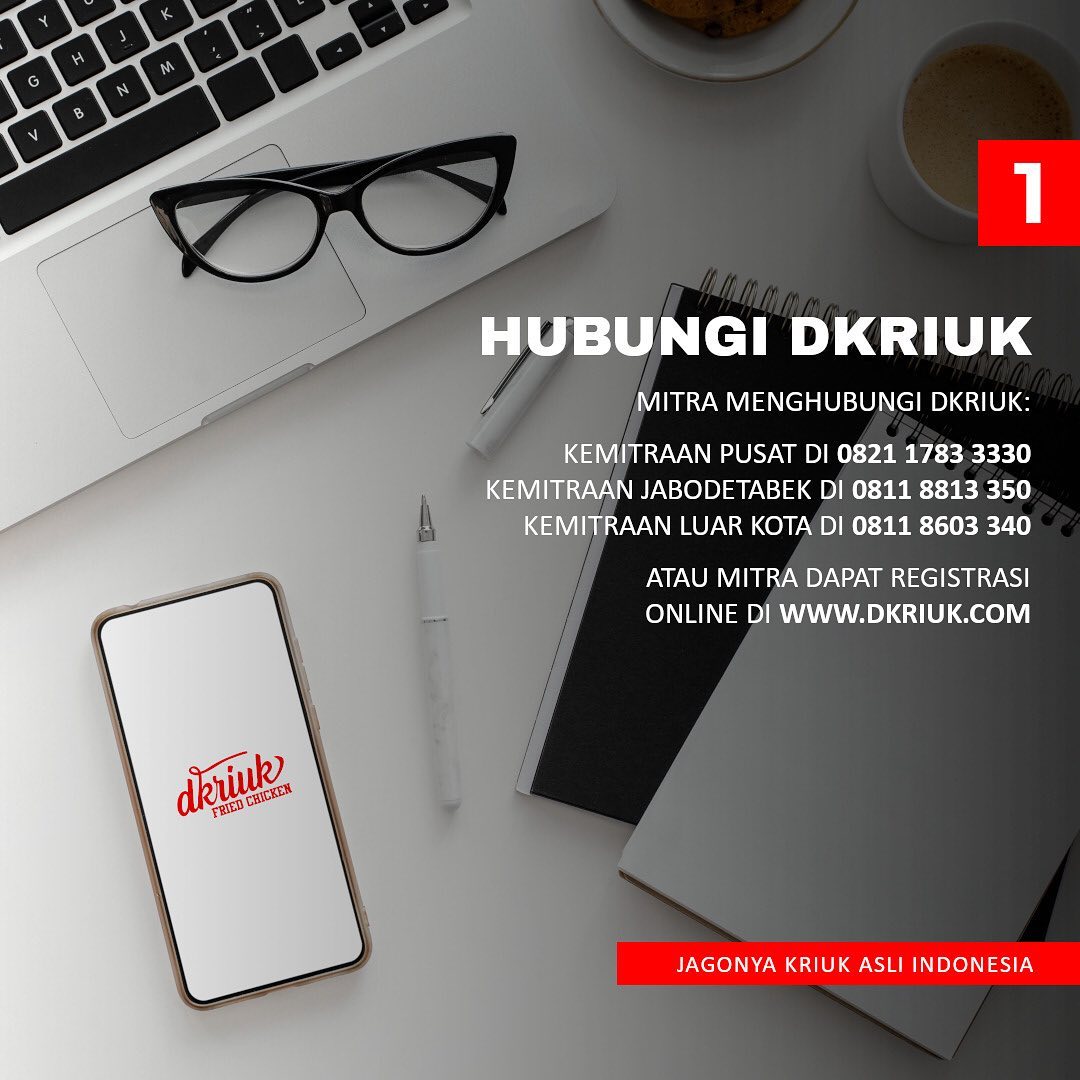 1
HUBUNGI DKRIUK
MITRA MENGHUBUNGI DKRIUK:
KEMITRAAN PUSAT DI 0821 1783 3330
KEMITRAAN JABODETABEK DI 0811 8813 350
KEMITRAAN LUAR KOTA DI 0811 8603 340
ATAU MITRA DAPAT REGISTRASI
ONLINE DI WWW.DKRIUK.COM
dkriuk
FRIED CHICKEN
JAGONYA KRIUK ASLI INDONESIA
Y U
K
G H J
V B N M